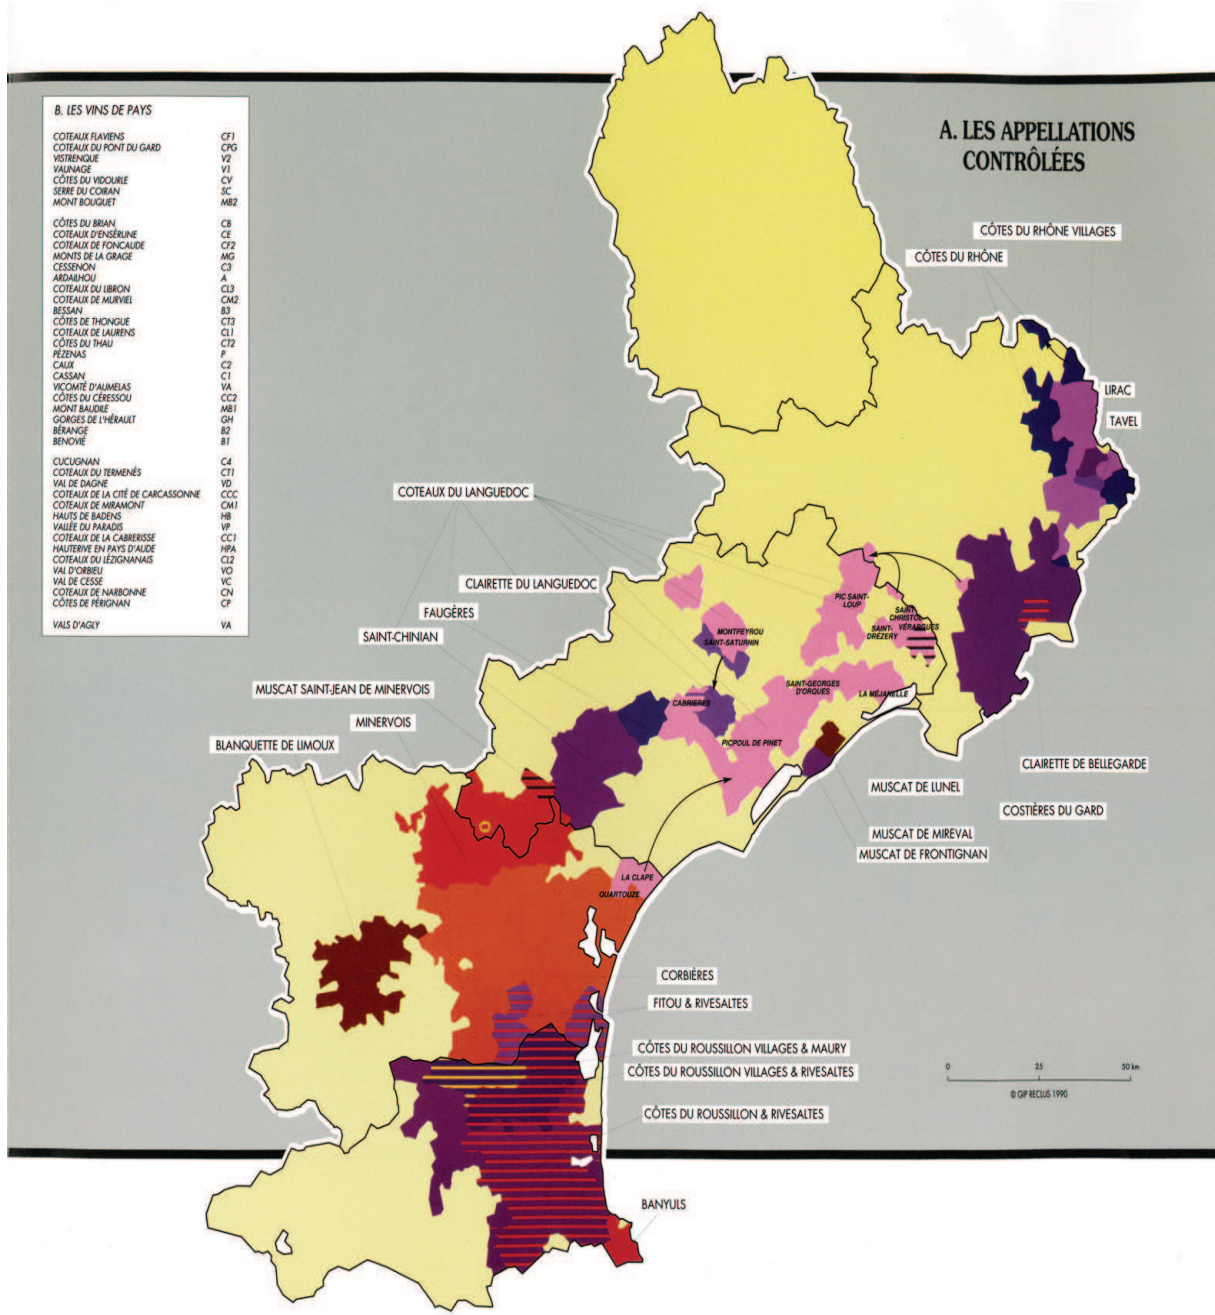 B. LES VINS DE PAYS
COTEAUX FLAVIENS CF1
COTEAUX DU PONT DU GARD CPG
VISTRENQUE V2
VAUNAGE V1
CÔTES DU VIDOURLE CV
SERRE DU COIRAN SC
MONT BOUQUET MB2
CÔTES DU BRIAN CB
COTEAUX D'ENSÉRUNE CE
COTEAUX DE FONCAUDE CF2
MONTS DE LA GRAGE MG
CESSENON C3
ARDAILHOU A
COTEAUX DU LIBRON CL3
COTEAUX DE MURVIEL CM2
BESSAN B3
CÔTES DE THONGUE CT3
COTEAUX DE LAURENS CL1
CÔTES DU THAU CT2
PÉZENAS P
CAUX C2
CASSAN C1
VICOMTÉ D'AUMELAS VA
CÔTES DU CÉRESSOU CC2
MONT BAUDILE MB1
GORGES DE L'HÉRAULT GH
BÉRANGE B2
BENOVIÉ B1
CUCUGNAN C4
COTEAUX DU TERMENÈS CT1
VAL DE DAGNE VD
COTEAUX DE LA CITÉ DE CARCASSONNE CCC
COTEAUX DE MIRAMONT CM1
HAUTS DE BADENS HB
VALLÉE DU PARADIS VP
COTEAUX DE LA CABRERISSE CC1
HAUTERIVE EN PAYS D'AUDE HPA
COTEAUX DU LÉZIGNANAIS CL2
VAL D'ORBIEU VO
VAL DE CESSE VC
COTEAUX DE NARBONNE CN
CÔTES DE PÉRIGNAN CP
VALS D'AGLY VA
A. LES APPELLATIONS
CONTRÔLÉES
CÔTES DU RHÔNE VILLAGES
CÔTES DU RHÔNE
LIRAC
TAVEL
COTEAUX DU LANGUEDOC
CLAIRETTE DU LANGUEDOC
FAUGÈRES
SAINT-CHINIAN
MUSCAT SAINT-JEAN DE MINERVOIS
MINERVOIS
BLANQUETTE DE LIMOUX
PIC SAINT-
LOUP
SAINT
CHRISTOL
VÉRARGUES
SAINT-
DRÉZERY
MONTPEYROU
SAINT-SATURNIN
SAINT-GEORGES
D'ORQUES
LA MÉJANELLE
CABRIERES
PICPOUL DE PINET
CLAIRETTE DE BELLEGARDE
MUSCAT DE LUNEL
COSTIÈRES DU GARD
MUSCAT DE MIREVAL
MUSCAT DE FRONTIGNAN
LA CLAPE
QUARTOUZE
CORBIÈRES
FITOU & RIVESALTES
CÔTES DU ROUSSILLON VILLAGES & MAURY
CÔTES DU ROUSSILLON VILLAGES & RIVESALTES
CÔTES DU ROUSSILLON & RIVESALTES
BANYULS
0 25 50 km
© GIP RECLUS 1990